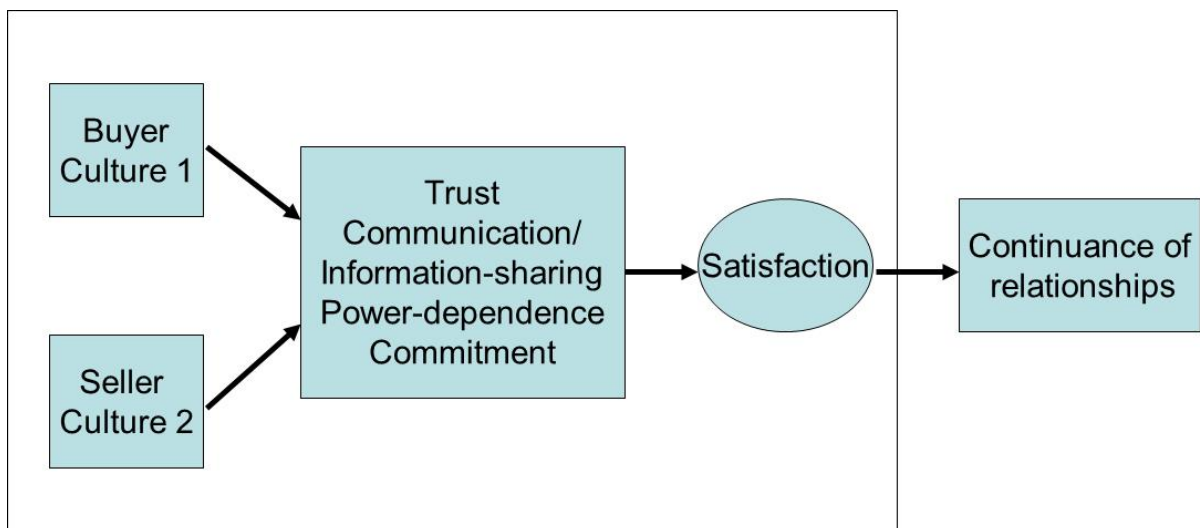 Buyer
Culture 1
Seller
Culture 2
Trust
Communication/
Information-sharing
Power-dependence
Commitment
Satisfaction
Continuance of
relationships